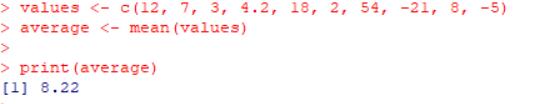 > values <- c(12, 7, 3, 4.2, 18, 2, 54, -21, 8, -5)
> average <- mean(values)
>
> print(average)
[1] 8.22